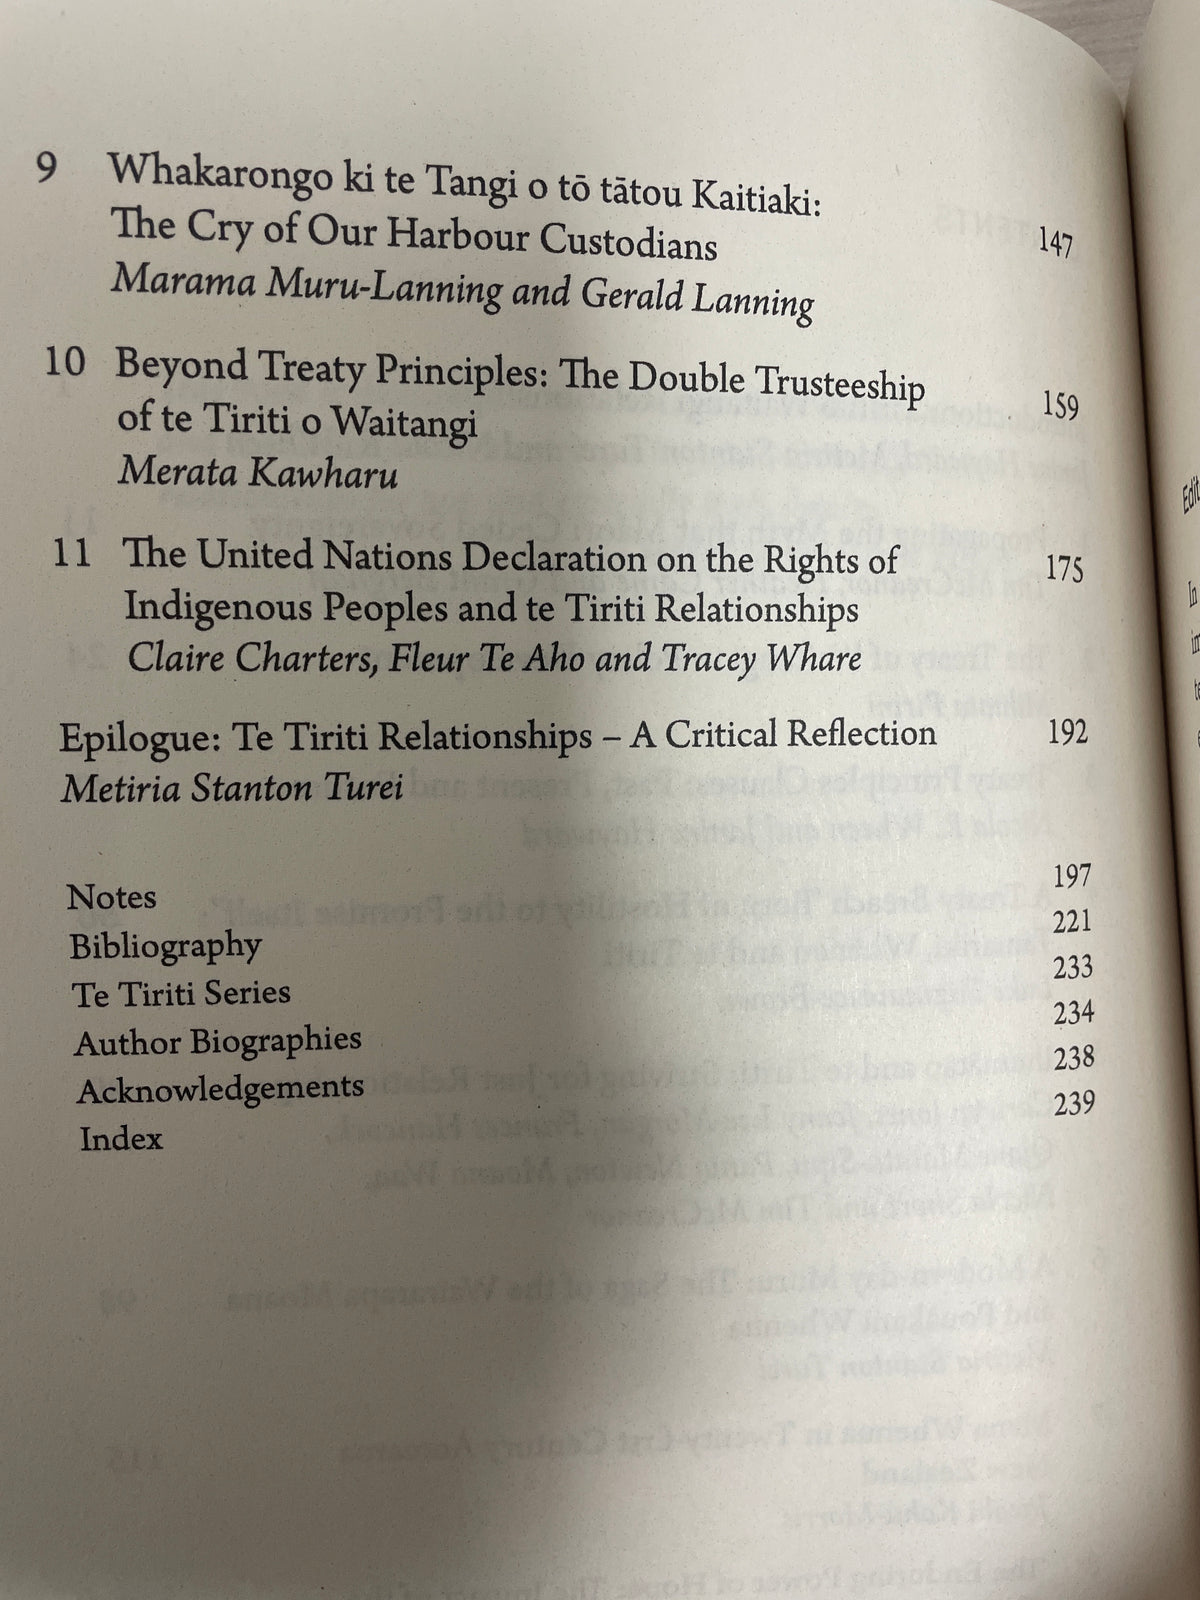 9 Whakarongo ki te Tangi o tō tātou Kaitiaki:
The Cry of Our Harbour Custodians 147
Marama Muru-Lanning and Gerald Lanning
10 Beyond Treaty Principles: The Double Trusteeship
of te Tiriti o Waitangi 159
Merata Kawharu
11 The United Nations Declaration on the Rights of 175
Indigenous Peoples and te Tiriti Relationships
Claire Charters, Fleur Te Aho and Tracey Whare
Epilogue: Te Tiriti Relationships – A Critical Reflection 192
Metiria Stanton Turei
Notes 197
Bibliography 221
Te Tiriti Series 233
Author Biographies 234
Acknowledgements 238
Index 239